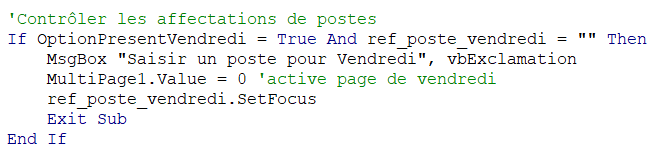 'Contrôler les affectations de postes
If OptionPresentVendredi = True And ref_poste_vendredi = "" Then
    MsgBox "Saisir un poste pour Vendredi", vbExclamation
    MultiPage1.Value = 0 'active page de vendredi
    ref_poste_vendredi.SetFocus
    Exit Sub
End If